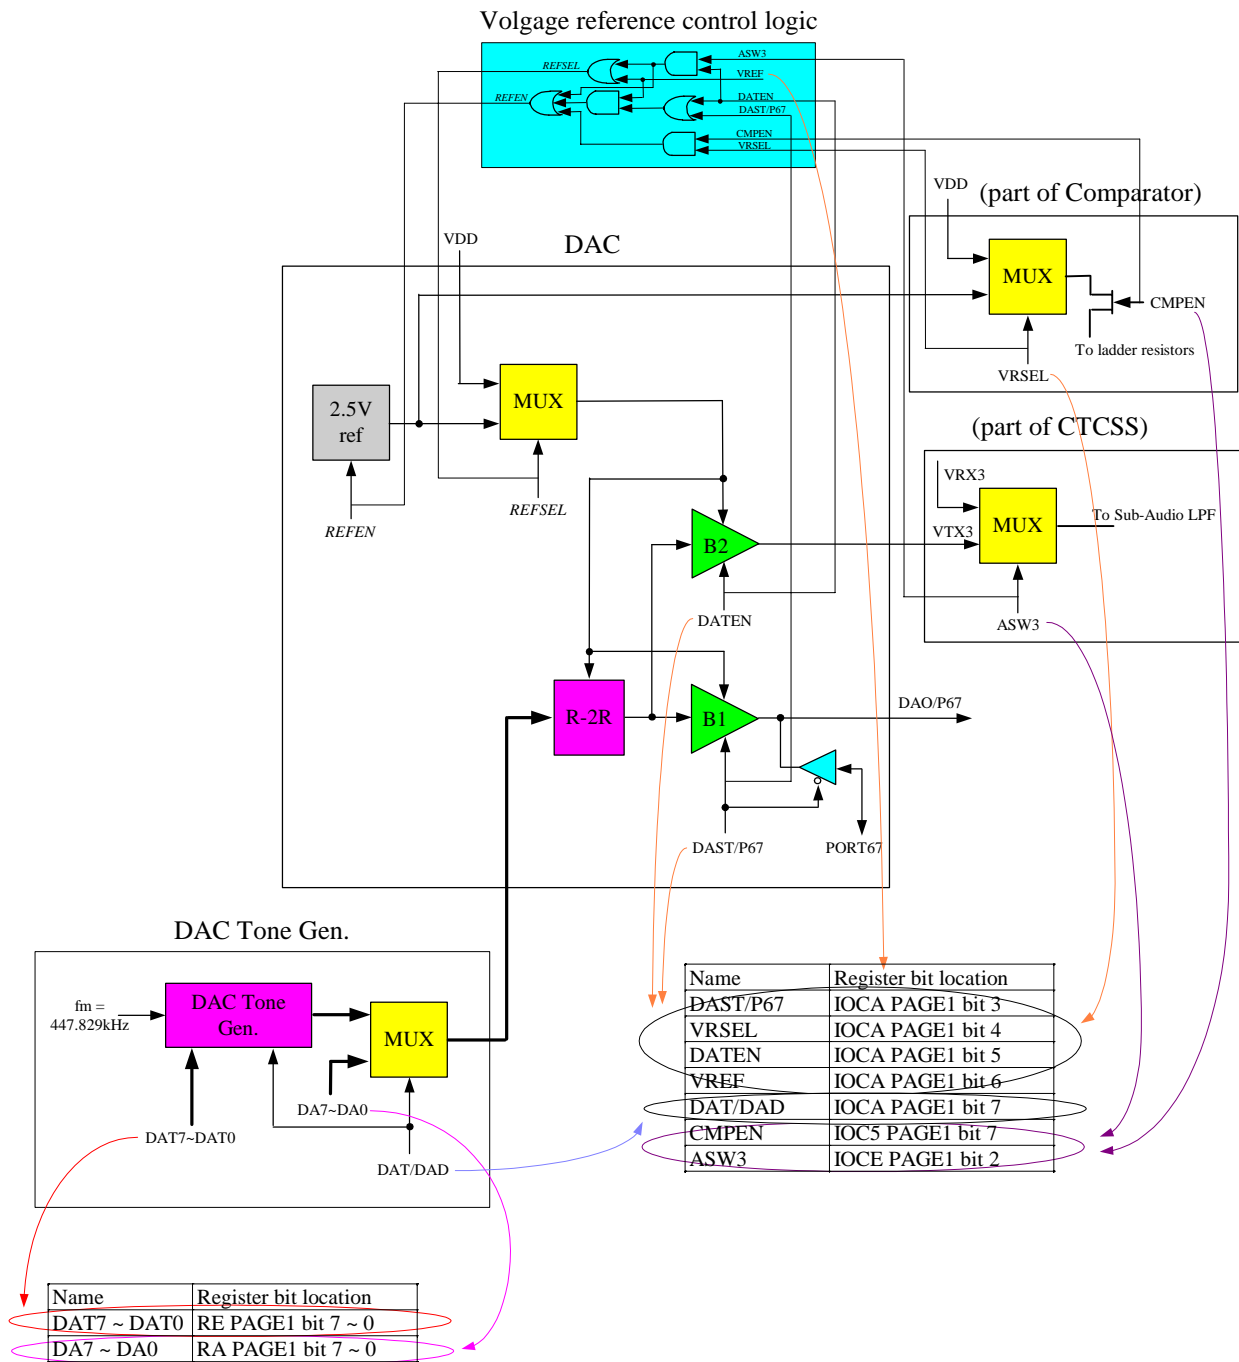 Volgage reference control logic
ASW3
REFSEL
VREF
REFEN
DATEN
DAST/P67
CMPEN
VRSEL
VDD
(part of Comparator)
MUX
CMPEN
To ladder resistors
VRSEL
VDD
DAC
MUX
2.5V
ref
REFSEL
REFEN
(part of CTCSS)
VRX3
MUX
To Sub-Audio LPF
VTX3
ASW3
B2
DATEN
R-2R
B1
DAO/P67
DAST/P67
PORT67
DAC Tone Gen.
fm =
447.829kHz
DAC Tone
Gen.
MUX
DA7~DA0
DAT7~DAT0
DAT/DAD
Name Register bit location
DAST/P67 IOCA PAGE1 bit 3
VRSEL IOCA PAGE1 bit 4
DATEN IOCA PAGE1 bit 5
VREF IOCA PAGE1 bit 6
DAT/DAD IOCA PAGE1 bit 7
CMPEN IOC5 PAGE1 bit 7
ASW3 IOCE PAGE1 bit 2
Name Register bit location
DAT7 ~ DAT0 RE PAGE1 bit 7 ~ 0
DA7 ~ DA0 RA PAGE1 bit 7 ~ 0